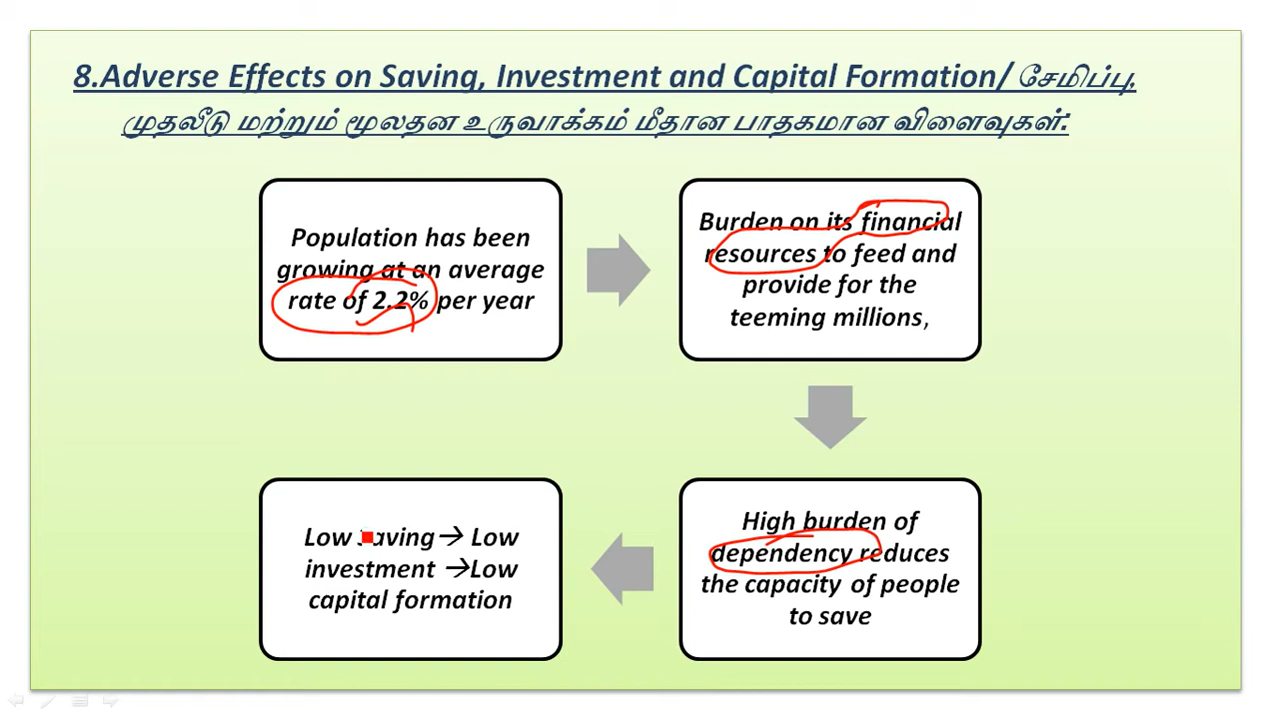 8.Adverse Effects on Saving, Investment and Capital Formation/ சேமிப்பு,
முதலீடு மற்றும் மூலதன உருவாக்கம் மீதான பாதகமான விளைவுகள்:
Population has been
growing at an average
rate of 2.2% per year
Burden on its financial
resources to feed and
provide for the
teeming millions,
High burden of
dependency reduces
the capacity of people
to save
Low saving→ Low
investment →Low
capital formation